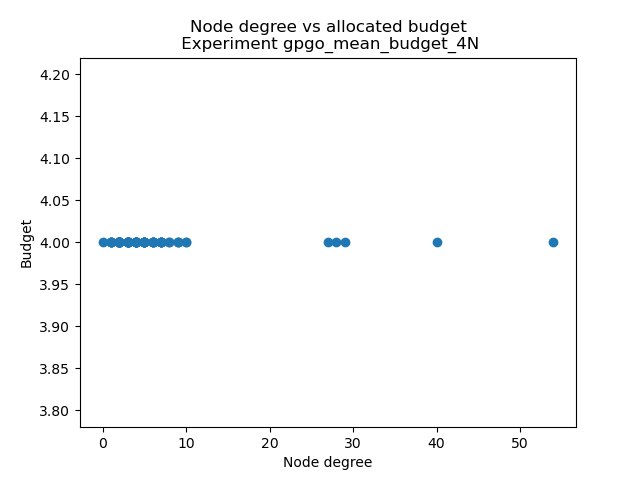 Node degree vs allocated budget
Experiment gpgo_mean_budget_4N
4.20
4.15
4.10
4.05
4.00
3.95
3.90
3.85
3.80
Budget
0 10 20 30 40 50
Node degree